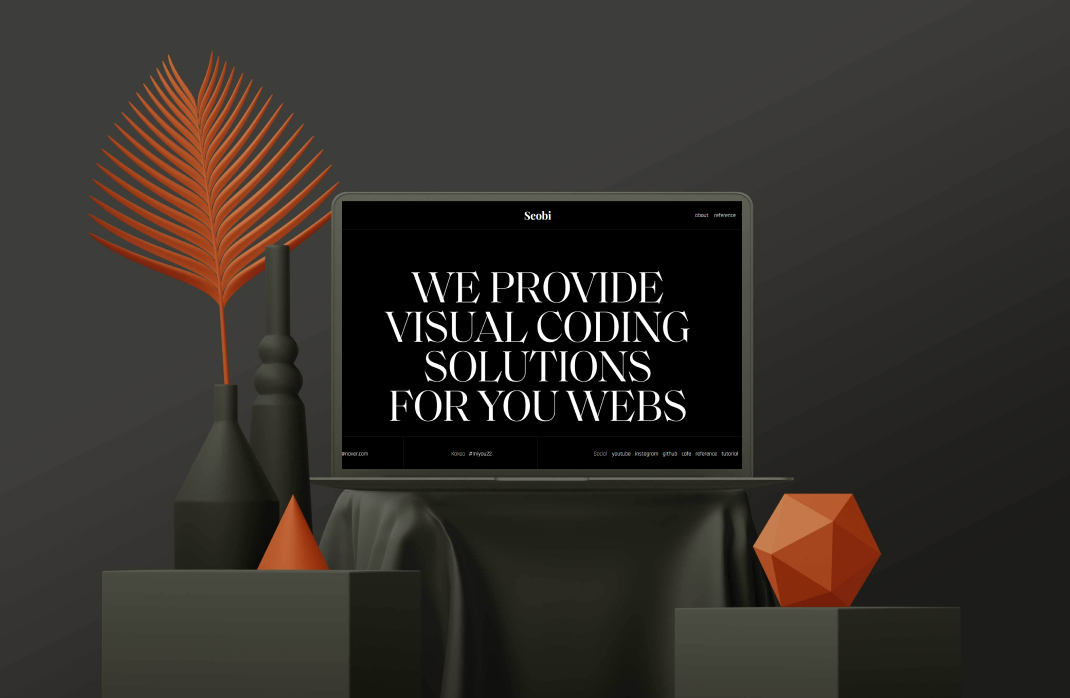 Seobi
about reference
WE PROVIDE
VISUAL CODING
SOLUTIONS
FOR YOU WEBS
@naver.com
Kakao #miyou22
Social youtube instagram github cafe reference tutorial